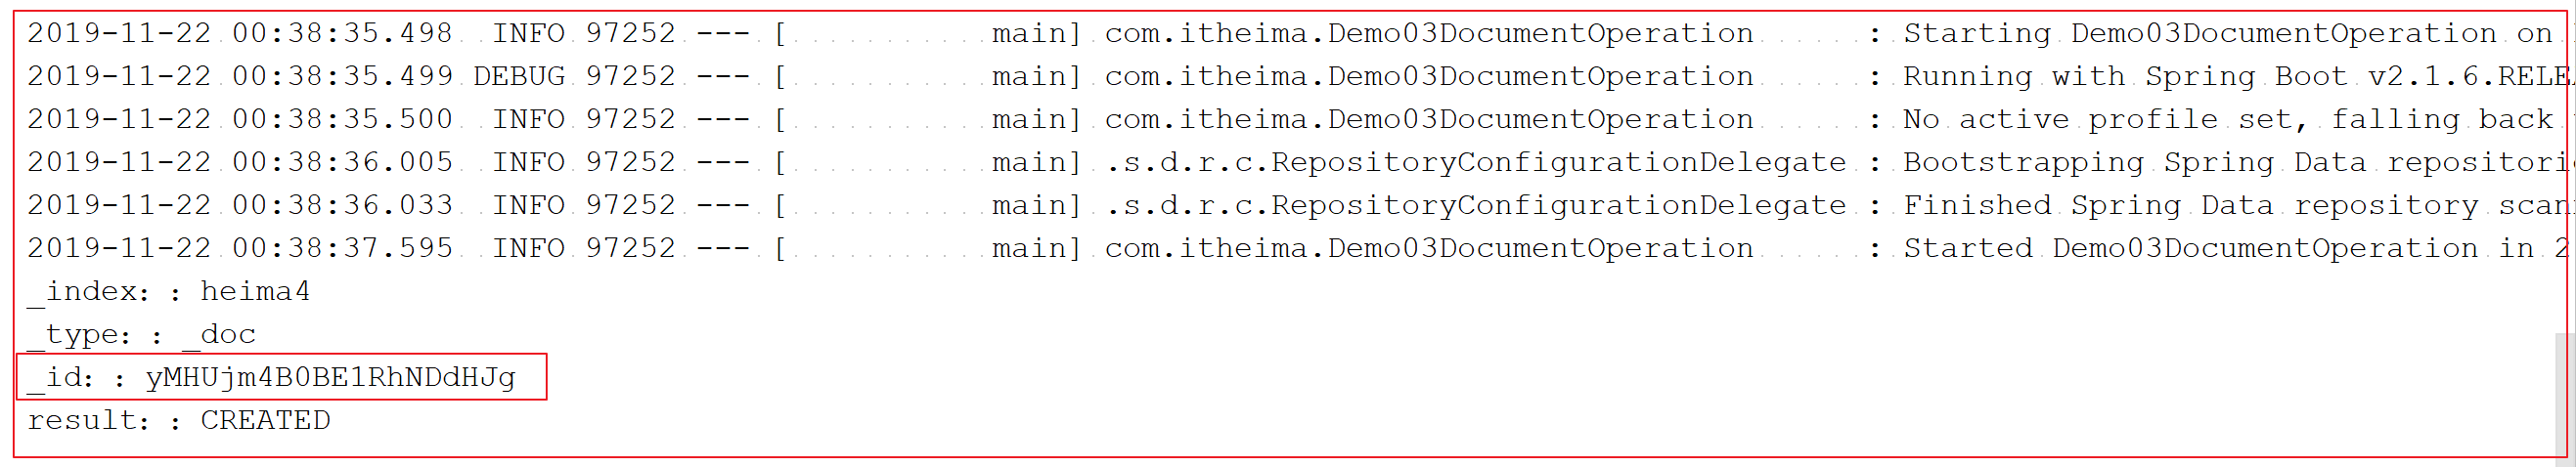 2019-11-22 00:38:35.498  INFO 97252 --- [           main] com.itheima.Demo03DocumentOperation      : Starting Demo03DocumentOperation on
2019-11-22 00:38:35.499 DEBUG 97252 --- [           main] com.itheima.Demo03DocumentOperation      : Running with Spring Boot v2.1.6.RELEA
2019-11-22 00:38:35.500  INFO 97252 --- [           main] com.itheima.Demo03DocumentOperation      : No active profile set, falling back
2019-11-22 00:38:36.005  INFO 97252 --- [           main] .s.d.r.c.RepositoryConfigurationDelegate : Bootstrapping Spring Data repositori
2019-11-22 00:38:36.033  INFO 97252 --- [           main] .s.d.r.c.RepositoryConfigurationDelegate : Finished Spring Data repository scan
2019-11-22 00:38:37.595  INFO 97252 --- [           main] com.itheima.Demo03DocumentOperation      : Started Demo03DocumentOperation in 2
_index：: heima4
_type：: _doc
_id：: yMHUjm4B0BE1RhNDdHJg
result：: CREATED